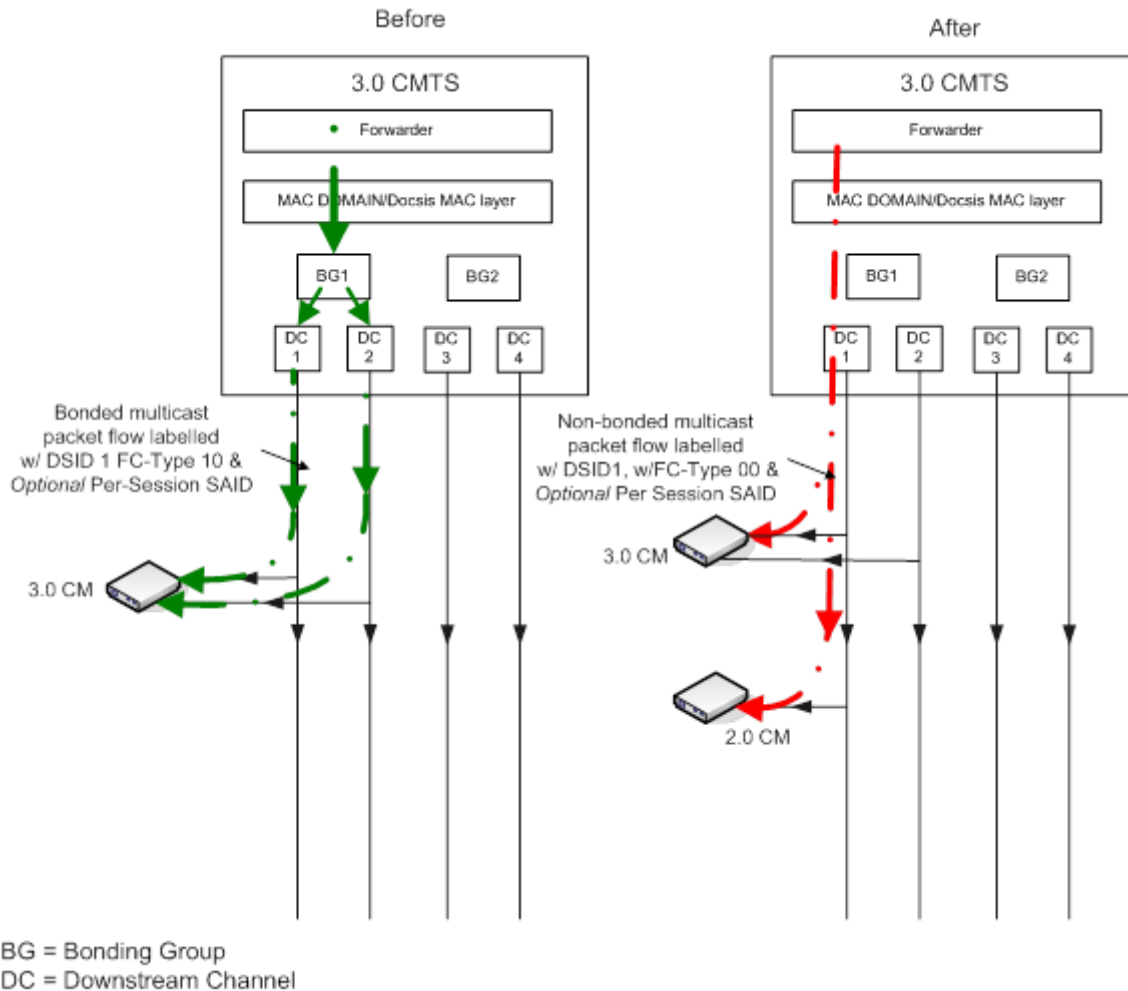 Before
3.0 CMTS
Forwarder
MAC DOMAIN/Docsis MAC layer
BG1
BG2
DC
1
DC
2
DC
3
DC
4
Bonded multicast
packet flow labelled
w/ DSID 1 FC-Type 10 &
Optional Per-Session SAID
3.0 CM
After
3.0 CMTS
Forwarder
MAC DOMAIN/Docsis MAC layer
BG1
BG2
DC
1
DC
2
DC
3
DC
4
Non-bonded multicast
packet flow labelled
w/ DSID1, w/FC-Type 00 &
Optional Per Session SAID
3.0 CM
2.0 CM
BG = Bonding Group
DC = Downstream Channel